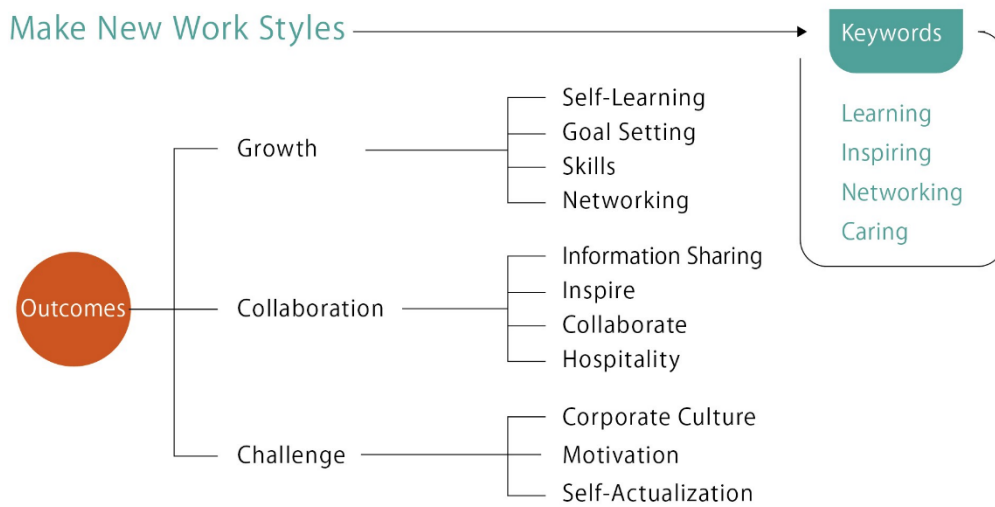 Make New Work Styles
Keywords
Learning
Inspiring
Networking
Caring
Outcomes
Growth
Self-Learning
Goal Setting
Skills
Networking
Collaboration
Information Sharing
Inspire
Collaborate
Hospitality
Challenge
Corporate Culture
Motivation
Self-Actualization